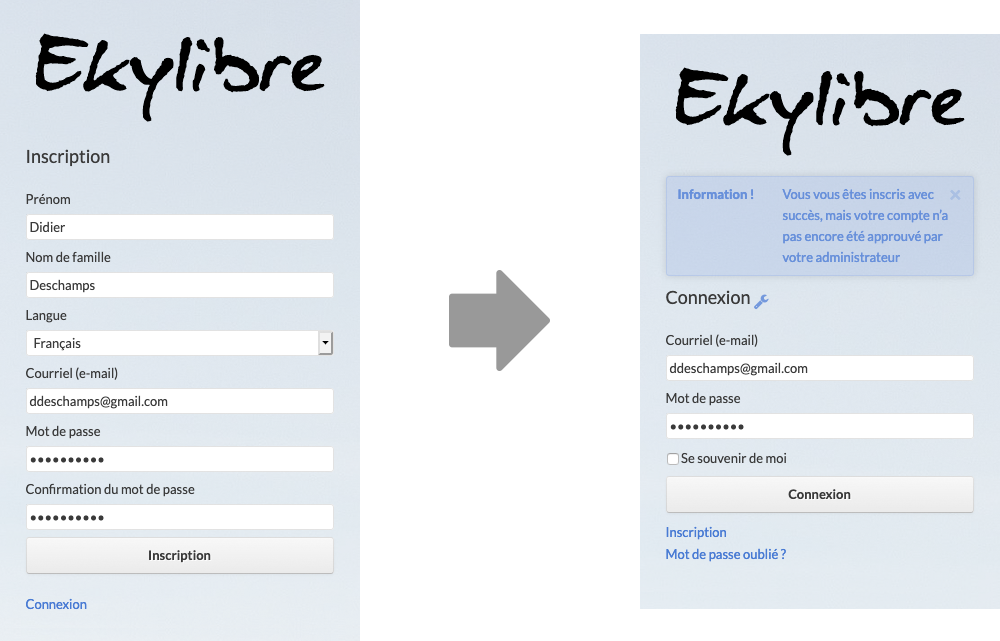 Ekylibre
Inscription
Prénom
Didier
Nom de famille
Deschamps
Langue
Français
Courriel (e-mail)
ddeschamps@gmail.com
Mot de passe
••••••••••
Confirmation du mot de passe
••••••••••
Inscription
Connexion
Ekylibre
Information !
Vous vous êtes inscris avec
succès, mais votre compte n'a
pas encore été approuvé par
votre administrateur
Connexion
Courriel (e-mail)
ddeschamps@gmail.com
Mot de passe
••••••••••
Se souvenir de moi
Connexion
Inscription
Mot de passe oublié ?